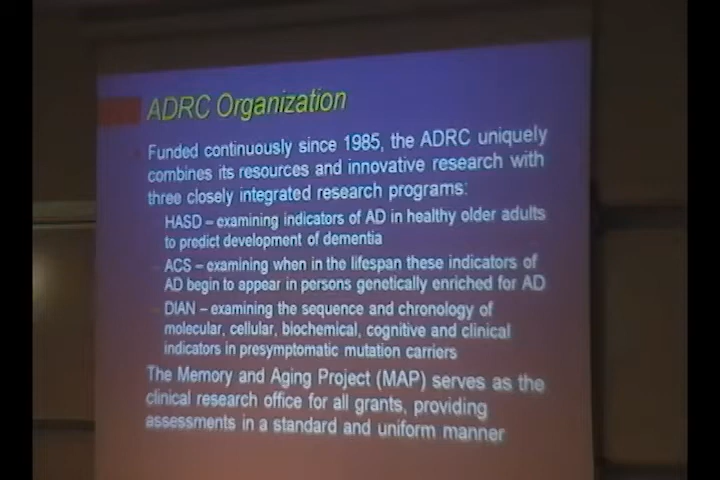 ADRC Organization
Funded continuously since 1985, the ADRC uniquely
combines its resources and innovative research with
three closely integrated research programs:
HASD – examining indicators of AD in healthy older adults
to predict development of dementia
ACS – examining when in the lifespan these indicators of
AD begin to appear in persons genetically enriched for AD
DIAN – examining the sequence and chronology of
molecular, cellular, biochemical, cognitive and clinical
indicators in presymptomatic mutation carriers
The Memory and Aging Project (MAP) serves as the
clinical research office for all grants, providing
assessments in a standard and uniform manner